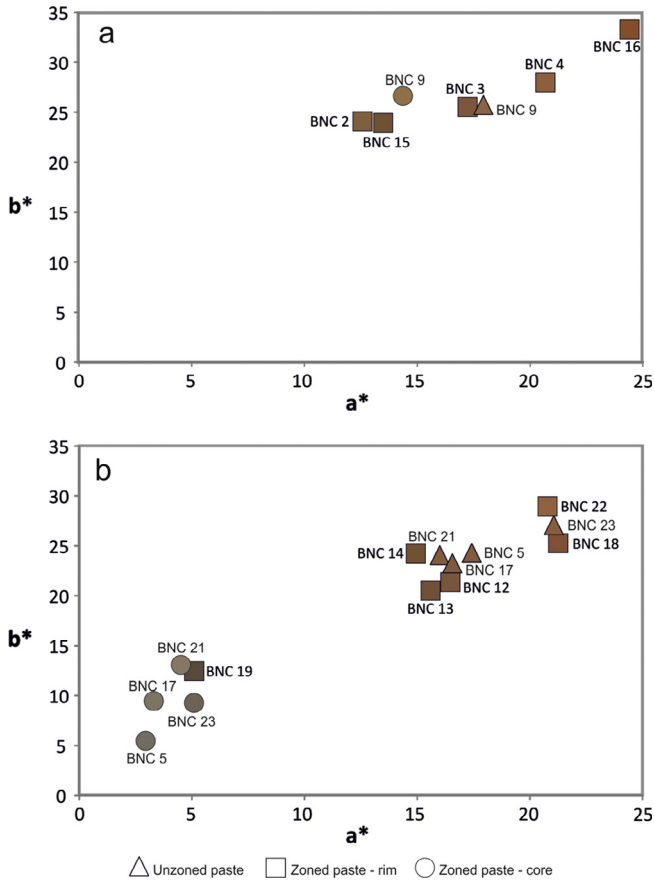 35
a
30
25
20
15
10
5
0
b*
BNC 16
BNC 4
BNC 9
BNC 3
BNC 9
BNC 2
BNC 15
0 5 10 15 20 25
a*
35
b
30
25
20
15
10
5
0
b*
BNC 22
BNC 23
BNC 18
BNC 21
BNC 14
BNC 5
BNC 17
BNC 12
BNC 13
BNC 21
BNC 19
BNC 17
BNC 23
BNC 5
0 5 10 15 20 25
a*
Unzoned paste Zoned paste - rim Zoned paste - core